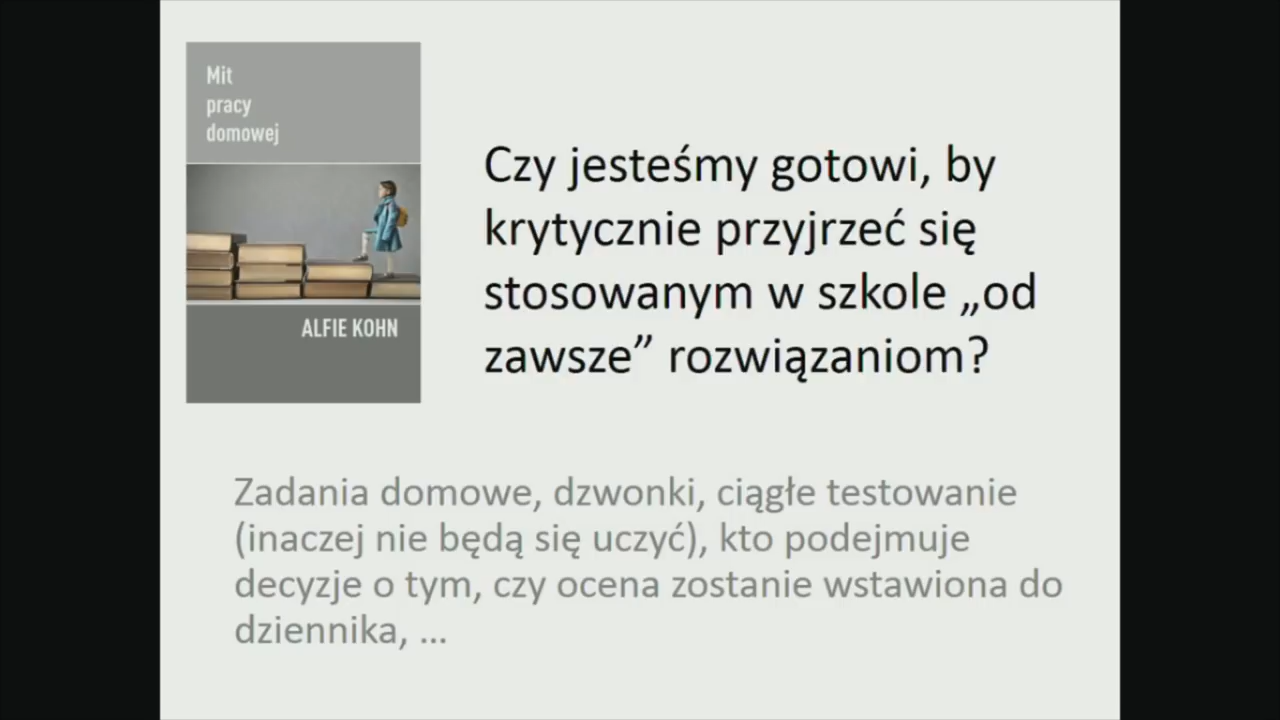 Mit
pracy
domowej
ALFIE KOHN
Czy jesteśmy gotowi, by
krytycznie przyjrzeć się
stosowanym w szkole „od
zawsze” rozwiązaniom?
Zadania domowe, dzwonki, ciągłe testowanie
(inaczej nie będą się uczyć), kto podejmuje
decyzje o tym, czy ocena zostanie wstawiona do
dziennika, ...